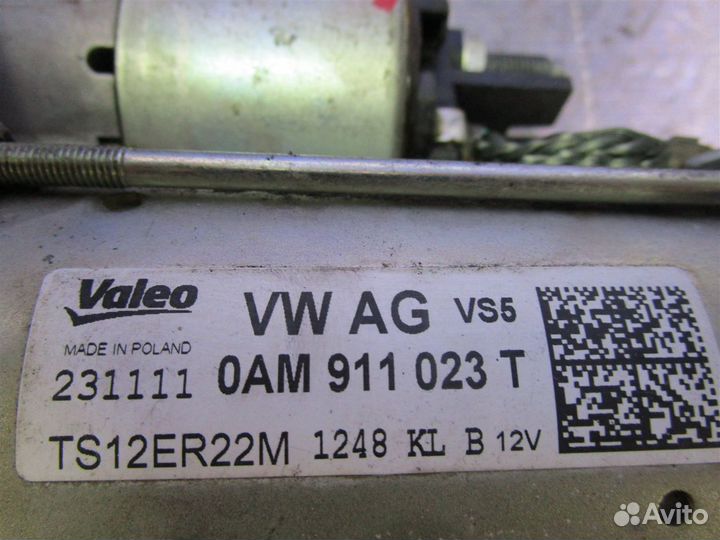 Valeo VW AG VS5
MADE IN POLAND
231111 0AM 911 023 T
TS12ER22M 1248 KL B 12V
Avito